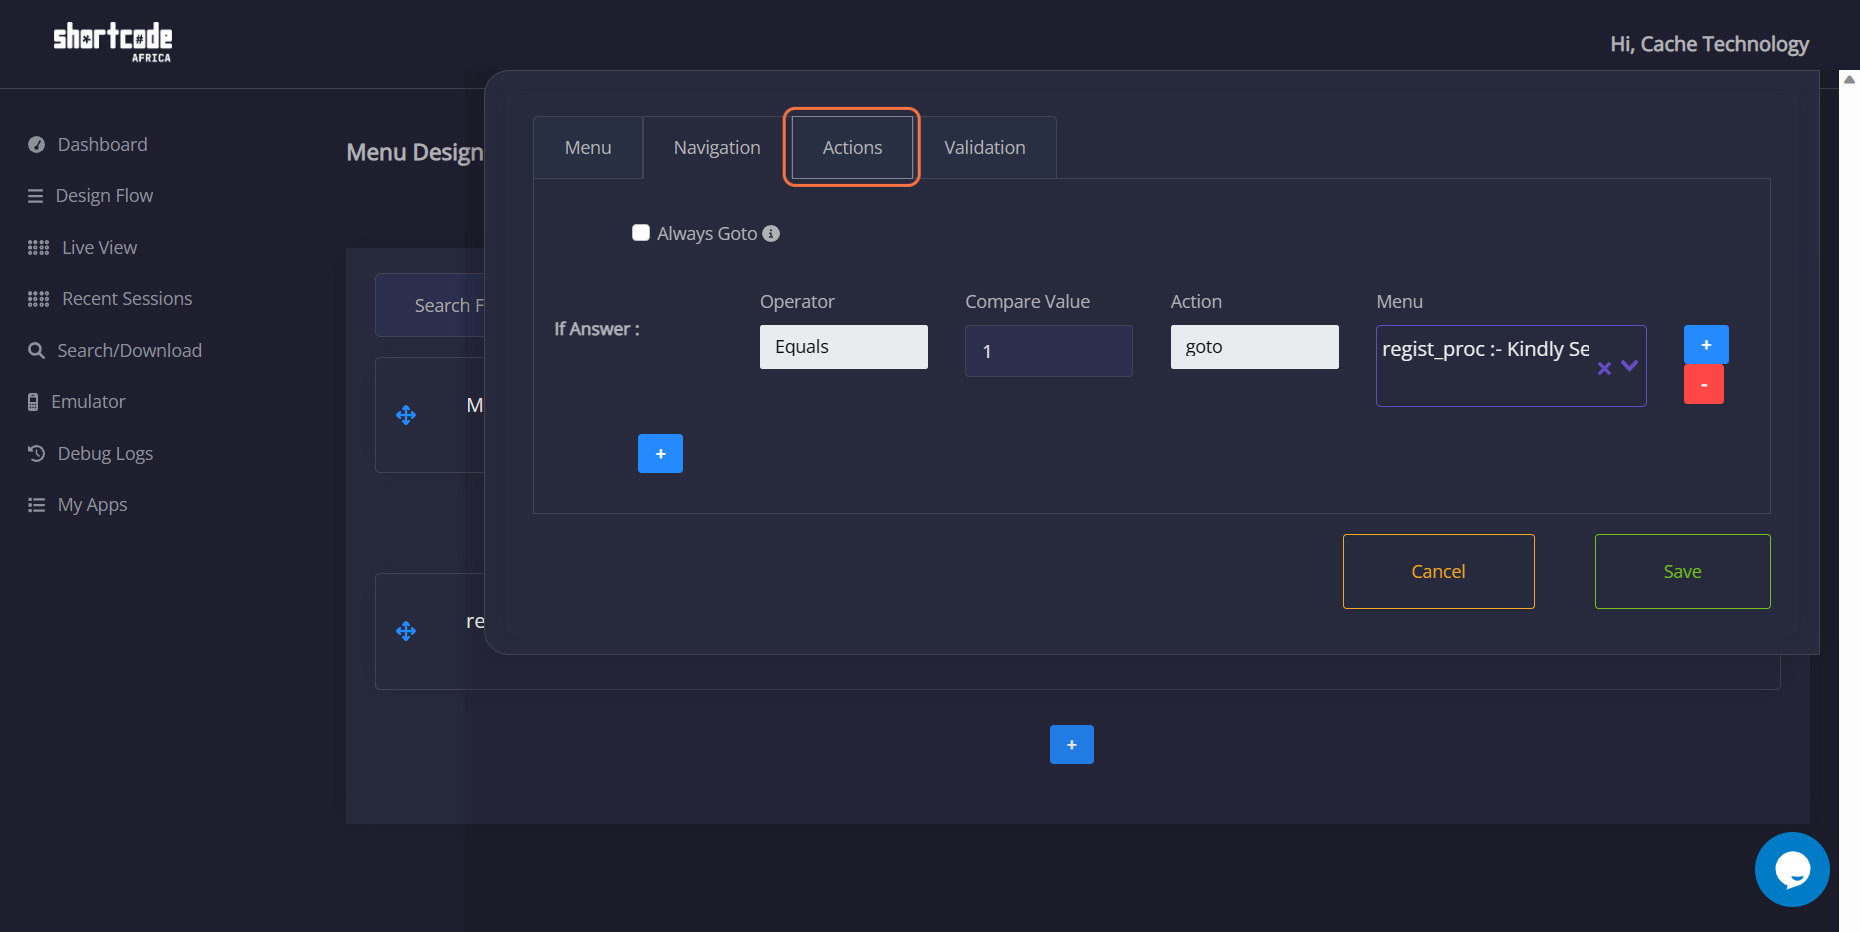 shortcode
AFRICA
Hi, Cache Technology
Dashboard
Design Flow
Live View
Recent Sessions
Search/Download
Emulator
Debug Logs
My Apps
Menu Design
Search F
M
re
Menu Navigation Actions Validation
Always Goto
Operator Compare Value Action Menu
If Answer : Equals 1 goto regist_proc :- Kindly Se
+
-
+
Cancel Save
+